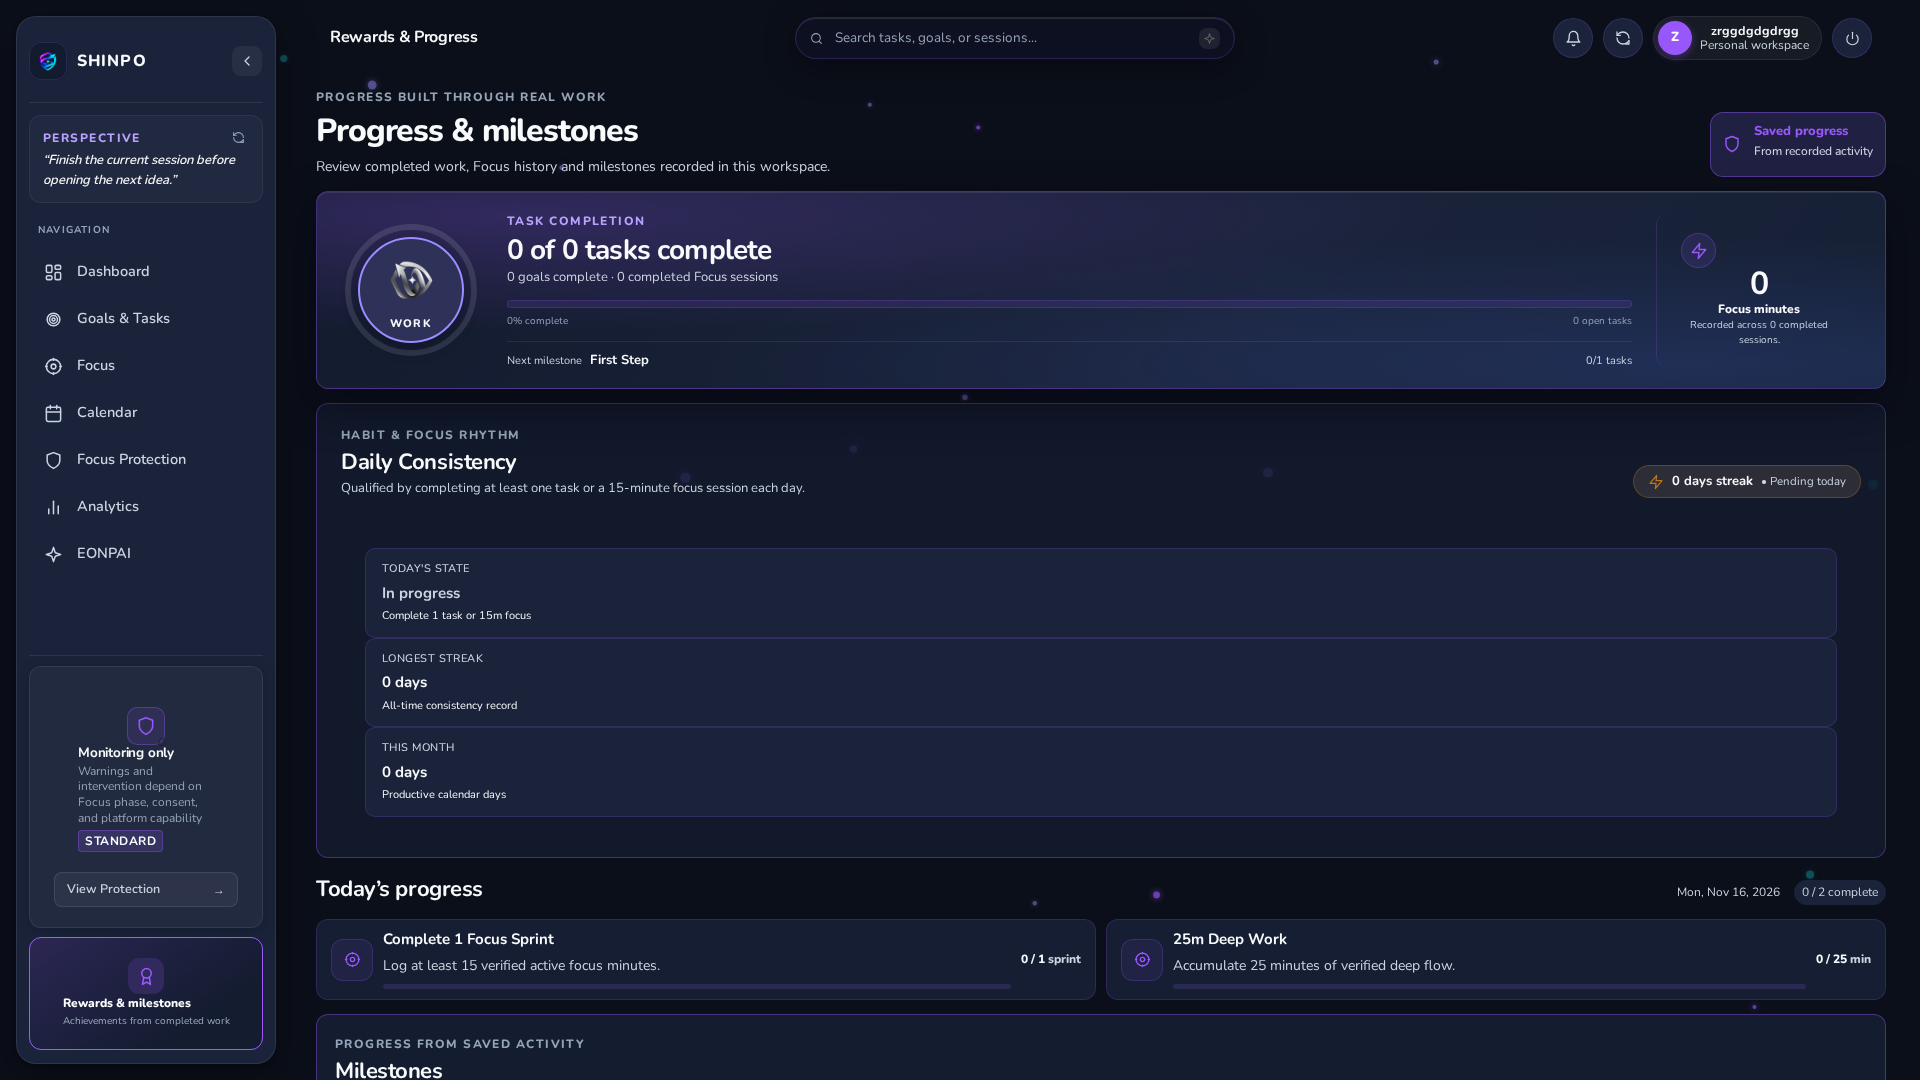 SHINPO
PERSPECTIVE
“Finish the current session before
opening the next idea.”
NAVIGATION
Dashboard
Goals & Tasks
Focus
Calendar
Focus Protection
Analytics
EONPAI
Monitoring only
Warnings and
intervention depend on
Focus phase, consent,
and platform capability
STANDARD
View Protection →
Rewards & milestones
Achievements from completed work
Rewards & Progress
Search tasks, goals, or sessions...
Z
zrggdgdgdrgg
Personal workspace
PROGRESS BUILT THROUGH REAL WORK
Progress & milestones
Review completed work, Focus history and milestones recorded in this workspace.
Saved progress
From recorded activity
WORK
TASK COMPLETION
0 of 0 tasks complete
0 goals complete · 0 completed Focus sessions
0% complete
0 open tasks
Next milestone First Step
0/1 tasks
0
Focus minutes
Recorded across 0 completed
sessions.
HABIT & FOCUS RHYTHM
Daily Consistency
Qualified by completing at least one task or a 15-minute focus session each day.
0 days streak • Pending today
TODAY'S STATE
In progress
Complete 1 task or 15m focus
LONGEST STREAK
0 days
All-time consistency record
THIS MONTH
0 days
Productive calendar days
Today’s progress
Mon, Nov 16, 2026
0 / 2 complete
Complete 1 Focus Sprint
Log at least 15 verified active focus minutes.
0 / 1 sprint
25m Deep Work
Accumulate 25 minutes of verified deep flow.
0 / 25 min
PROGRESS FROM SAVED ACTIVITY
Milestones